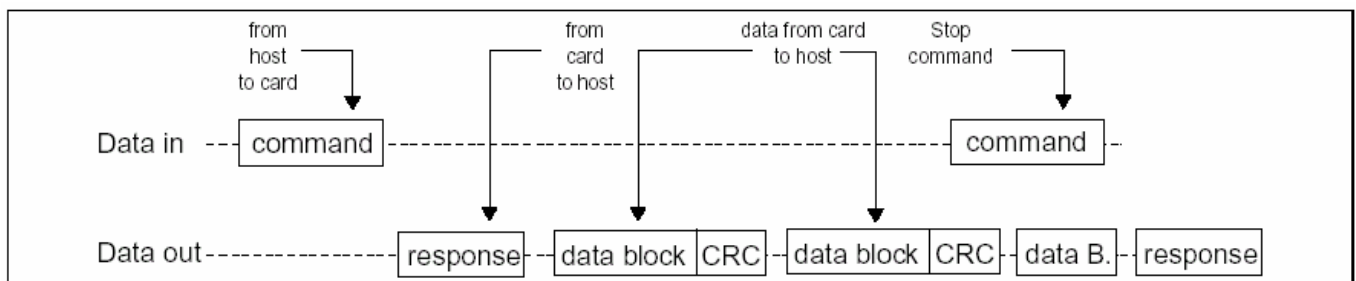 from
host
to card
from
card
to host
data from card
to host
Stop
command
Data in command command
Data out response data block CRC data block CRC data B. response